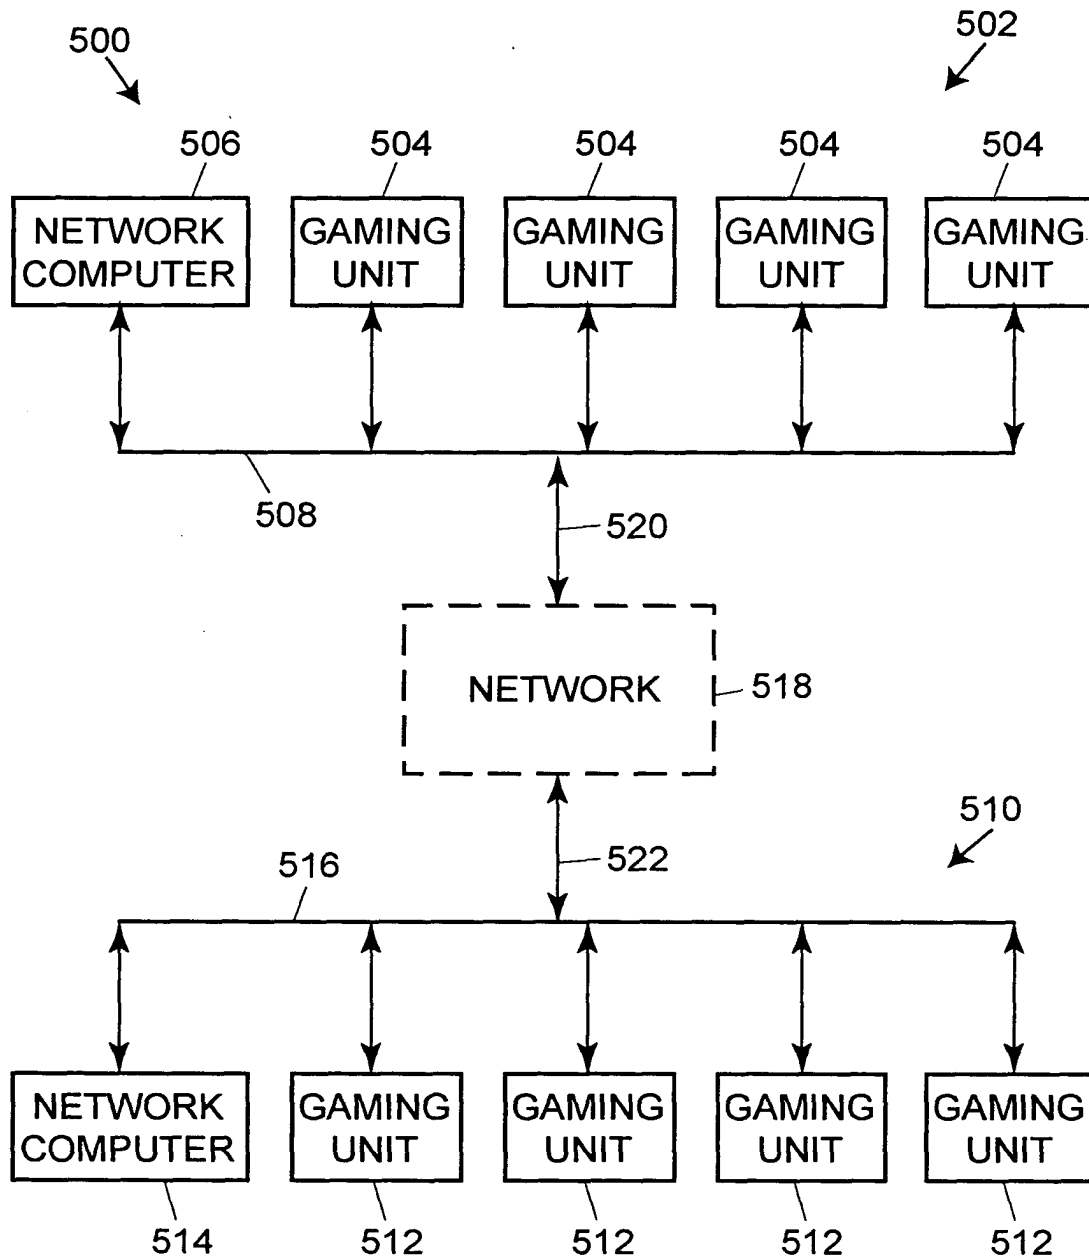 500
502
506
504
504
504
504
NETWORK
COMPUTER
GAMING
UNIT
GAMING
UNIT
GAMING
UNIT
GAMING
UNIT
508
520
NETWORK
518
510
522
516
NETWORK
COMPUTER
GAMING
UNIT
GAMING
UNIT
GAMING
UNIT
GAMING
UNIT
514
512
512
512
512